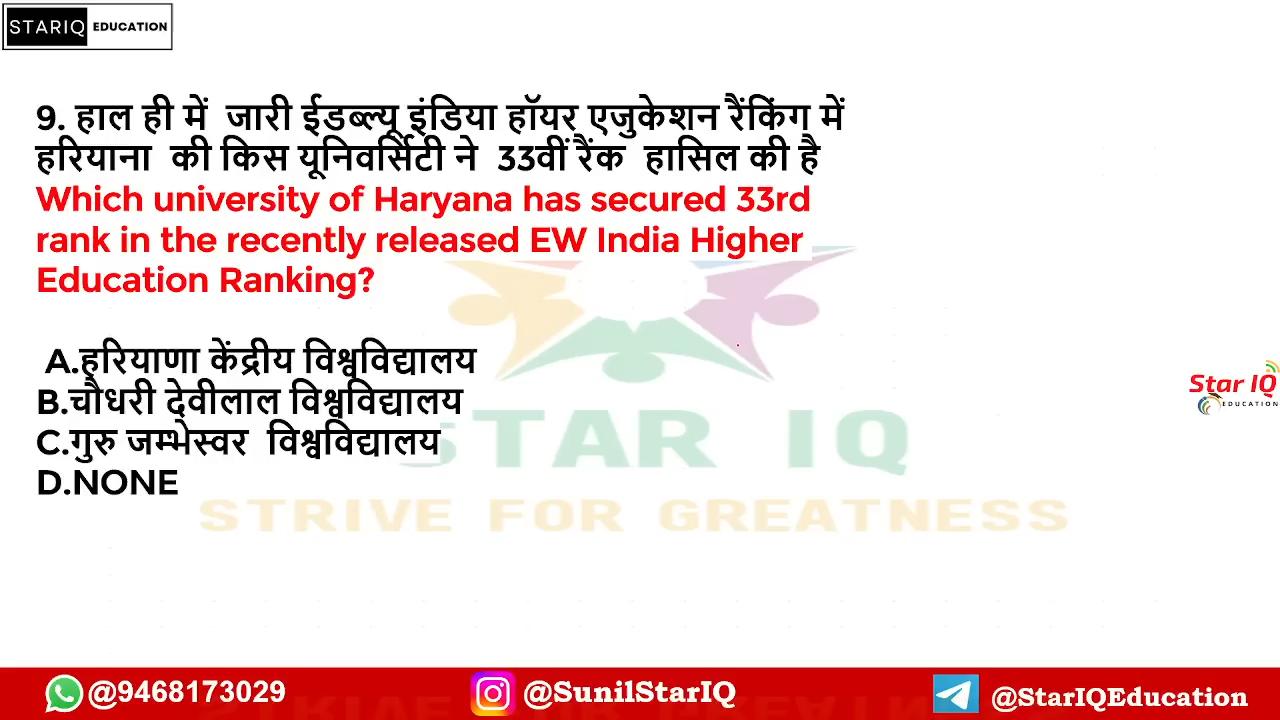 STARIQ EDUCATION
9. हाल ही में जारी ईडब्ल्यू इंडिया हॉयर एजुकेशन रैंकिंग में
हरियाना की किस यूनिवर्सिटी ने 33वीं रैंक हासिल की है
Which university of Haryana has secured 33rd
rank in the recently released EW India Higher
Education Ranking?
A.हरियाणा केंद्रीय विश्वविद्यालय
B.चौधरी देवीलाल विश्वविद्यालय
C.गुरु जम्भेस्वर विश्वविद्यालय
D.NONE
STAR IQ
STRIVE FOR GREATNESS
Star IQ
EDUCATION
@9468173029 @SunilStarIQ @StarIQEducation